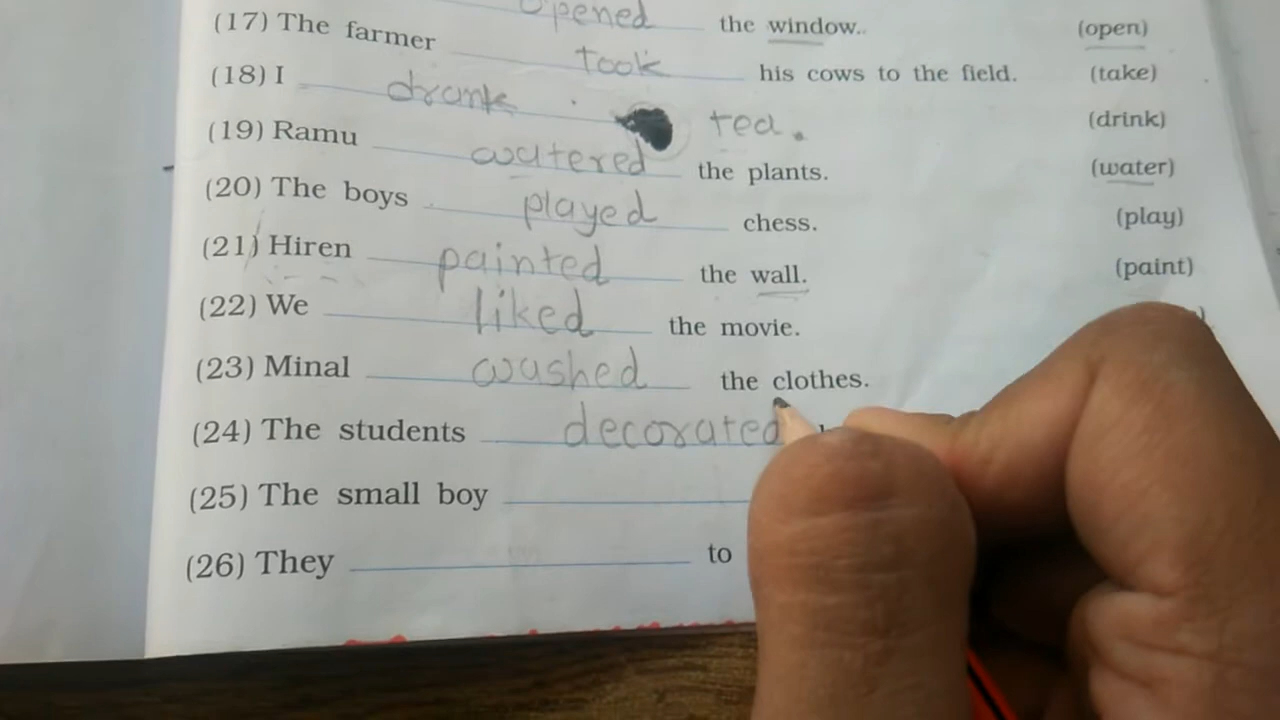 opened the window. (open)
(17) The farmer took his cows to the field. (take)
(18) I drank tea. (drink)
(19) Ramu watered the plants. (water)
(20) The boys played chess. (play)
(21) Hiren painted the wall. (paint)
(22) We liked the movie.
(23) Minal washed the clothes.
(24) The students decorated
(25) The small boy
(26) They to